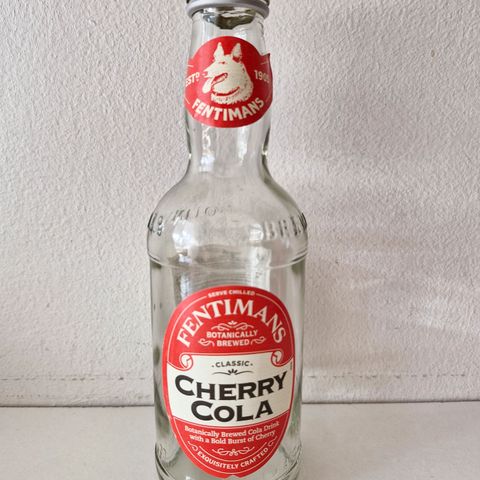 ESTD 1905
FENTIMANS
SERVE CHILLED
FENTIMANS
BOTANICALLY
BREWED
CLASSIC
CHERRY
COLA
Botanically Brewed Cola Drink
with a Bold Burst of Cherry
EXQUISITELY CRAFTED